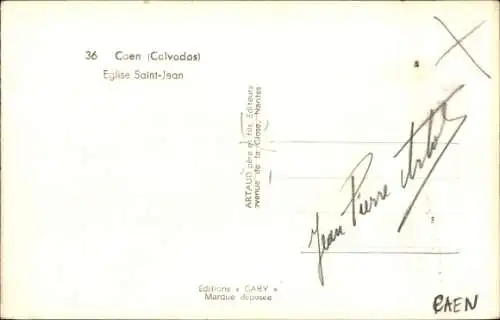 36 Caen (Calvados)
Eglise Saint-Jean
ARTAUD père et fils, Éditeurs
avenue de la Close, Nantes
Jean Pierre
Editions « GABY »
Marque déposée
CAEN